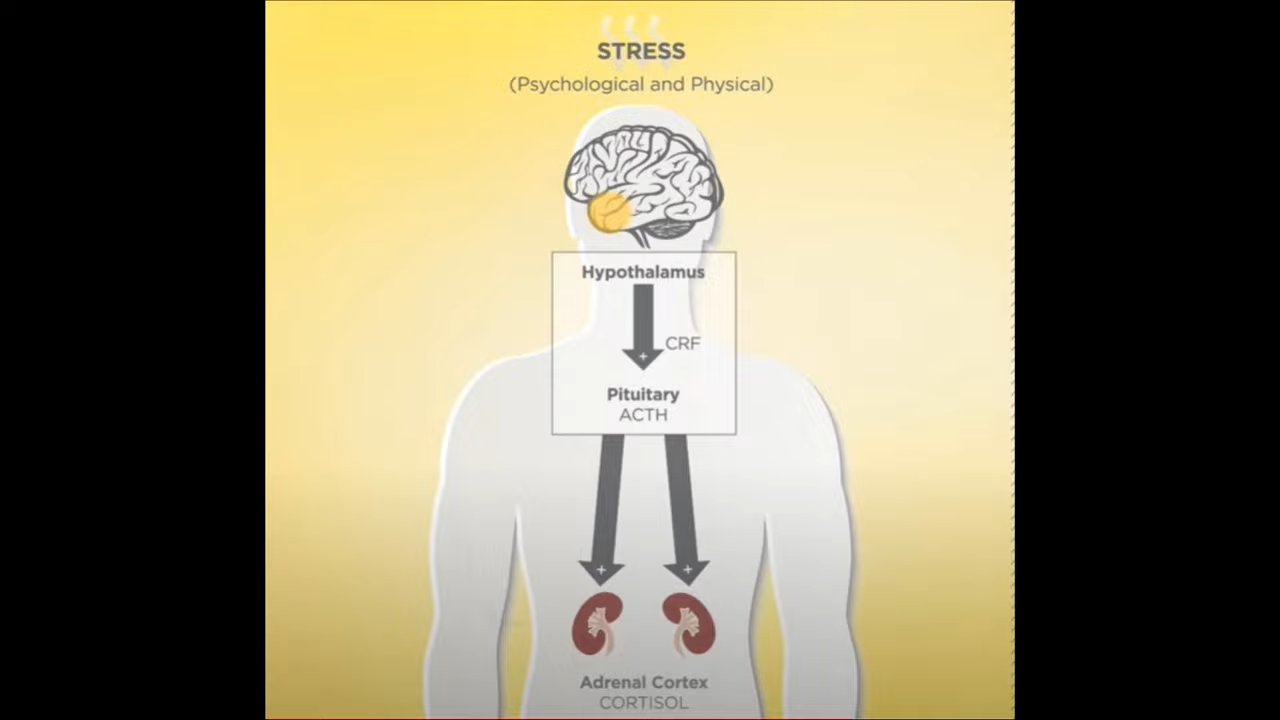 STRESS
(Psychological and Physical)
Hypothalamus
+
CRF
Pituitary
ACTH
+ +
Adrenal Cortex
CORTISOL